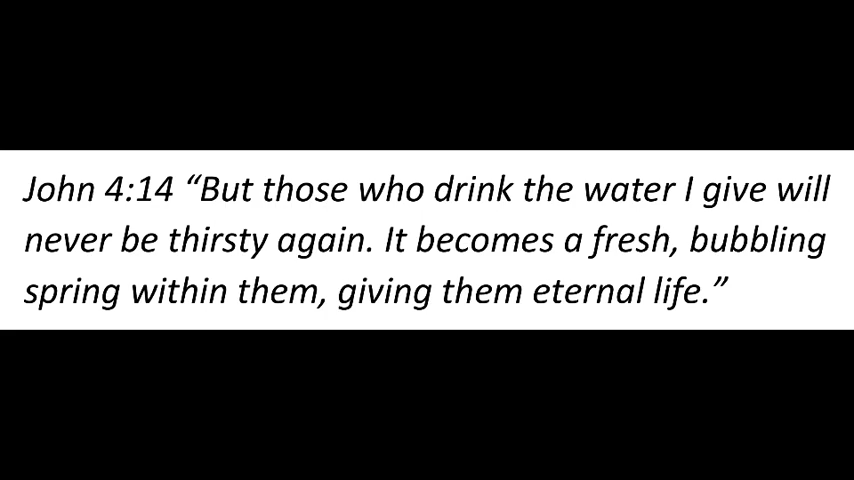 John 4:14 “But those who drink the water I give will
never be thirsty again. It becomes a fresh, bubbling
spring within them, giving them eternal life.”